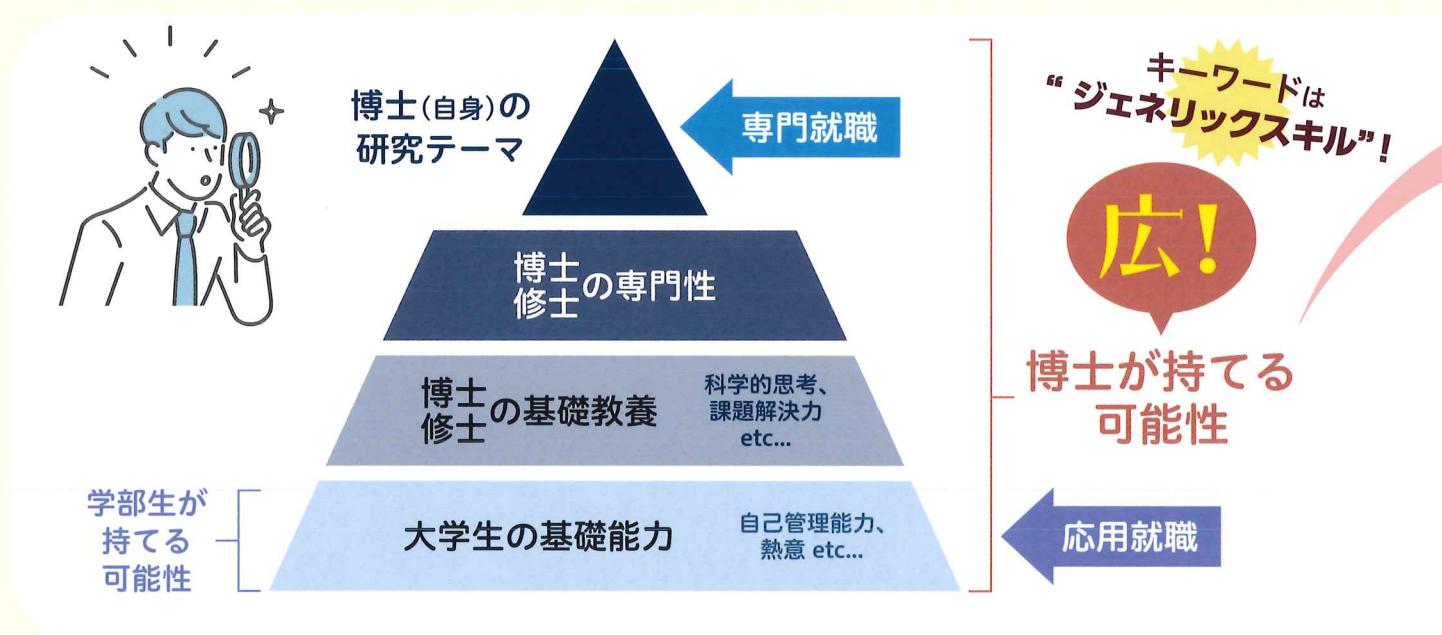 博士(自身)の
研究テーマ
専門就職
キーワードは
“ジェネリックスキル”!
広!
博士が持てる
可能性
博士
修士の専門性
博士
修士の基礎教養
科学的思考、
課題解決力
etc...
学部生が
持てる
可能性
大学生の基礎能力
自己管理能力、
熱意 etc...
応用就職